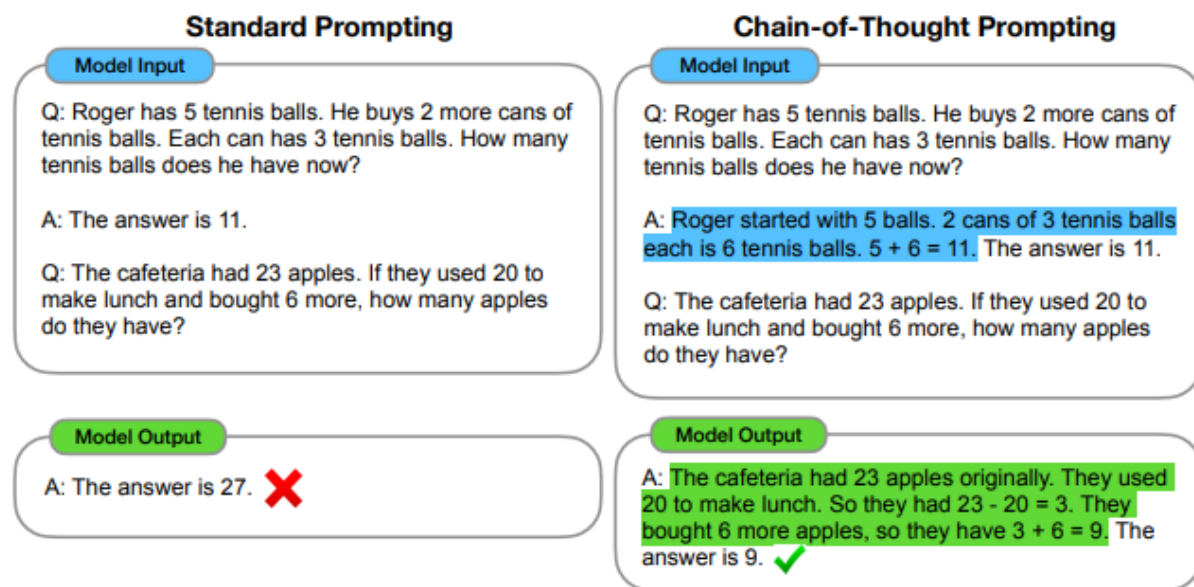 Standard Prompting
Model Input
Q: Roger has 5 tennis balls. He buys 2 more cans of
tennis balls. Each can has 3 tennis balls. How many
tennis balls does he have now?
A: The answer is 11.
Q: The cafeteria had 23 apples. If they used 20 to
make lunch and bought 6 more, how many apples
do they have?
Model Output
A: The answer is 27.
Chain-of-Thought Prompting
Model Input
Q: Roger has 5 tennis balls. He buys 2 more cans of
tennis balls. Each can has 3 tennis balls. How many
tennis balls does he have now?
A: Roger started with 5 balls. 2 cans of 3 tennis balls
each is 6 tennis balls. 5 + 6 = 11. The answer is 11.
Q: The cafeteria had 23 apples. If they used 20 to
make lunch and bought 6 more, how many apples
do they have?
Model Output
A: The cafeteria had 23 apples originally. They used
20 to make lunch. So they had 23 - 20 = 3. They
bought 6 more apples, so they have 3 + 6 = 9. The
answer is 9.